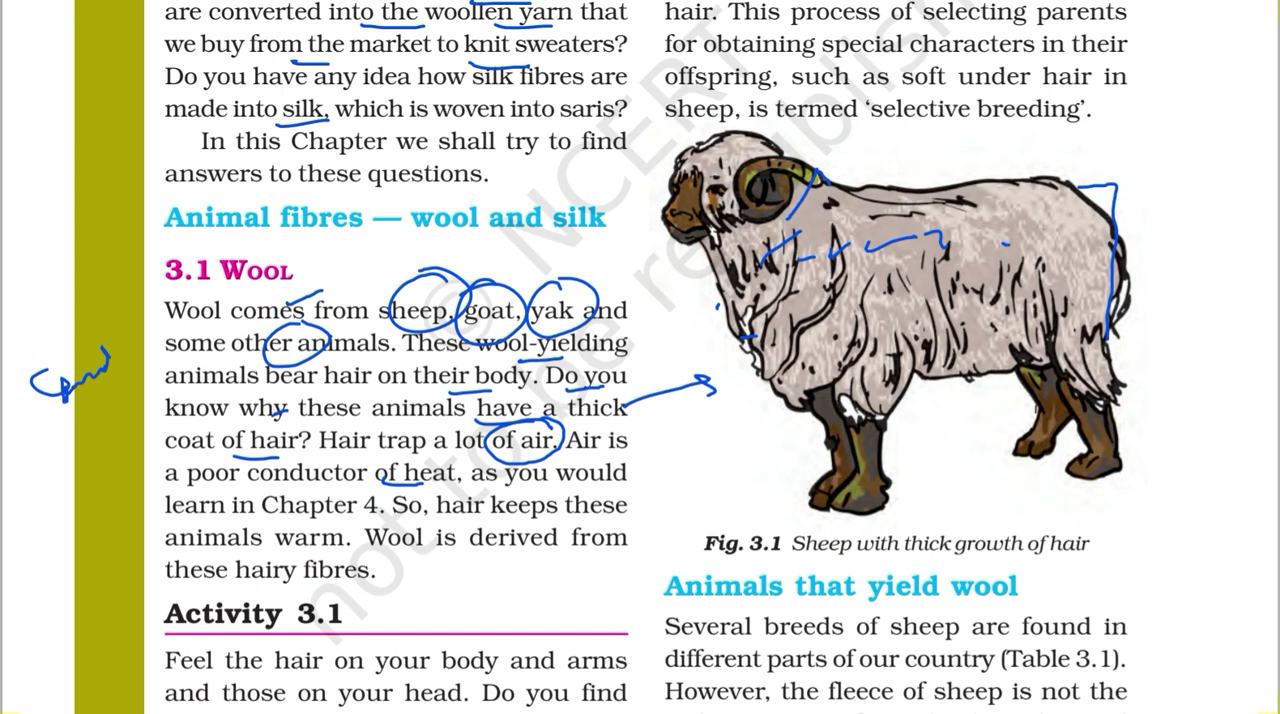 are converted into the woollen yarn that
we buy from the market to knit sweaters?
Do you have any idea how silk fibres are
made into silk, which is woven into saris?
In this Chapter we shall try to find
answers to these questions.
Animal fibres — wool and silk
3.1 WOOL
Wool comes from sheep, goat, yak and
some other animals. These wool-yielding
animals bear hair on their body. Do you
know why these animals have a thick
coat of hair? Hair trap a lot of air. Air is
a poor conductor of heat, as you would
learn in Chapter 4. So, hair keeps these
animals warm. Wool is derived from
these hairy fibres.
Activity 3.1
Feel the hair on your body and arms
and those on your head. Do you find
hair. This process of selecting parents
for obtaining special characters in their
offspring, such as soft under hair in
sheep, is termed ‘selective breeding’.
Fig. 3.1 Sheep with thick growth of hair
Animals that yield wool
Several breeds of sheep are found in
different parts of our country (Table 3.1).
However, the fleece of sheep is not the
© NCERT
not to be republish